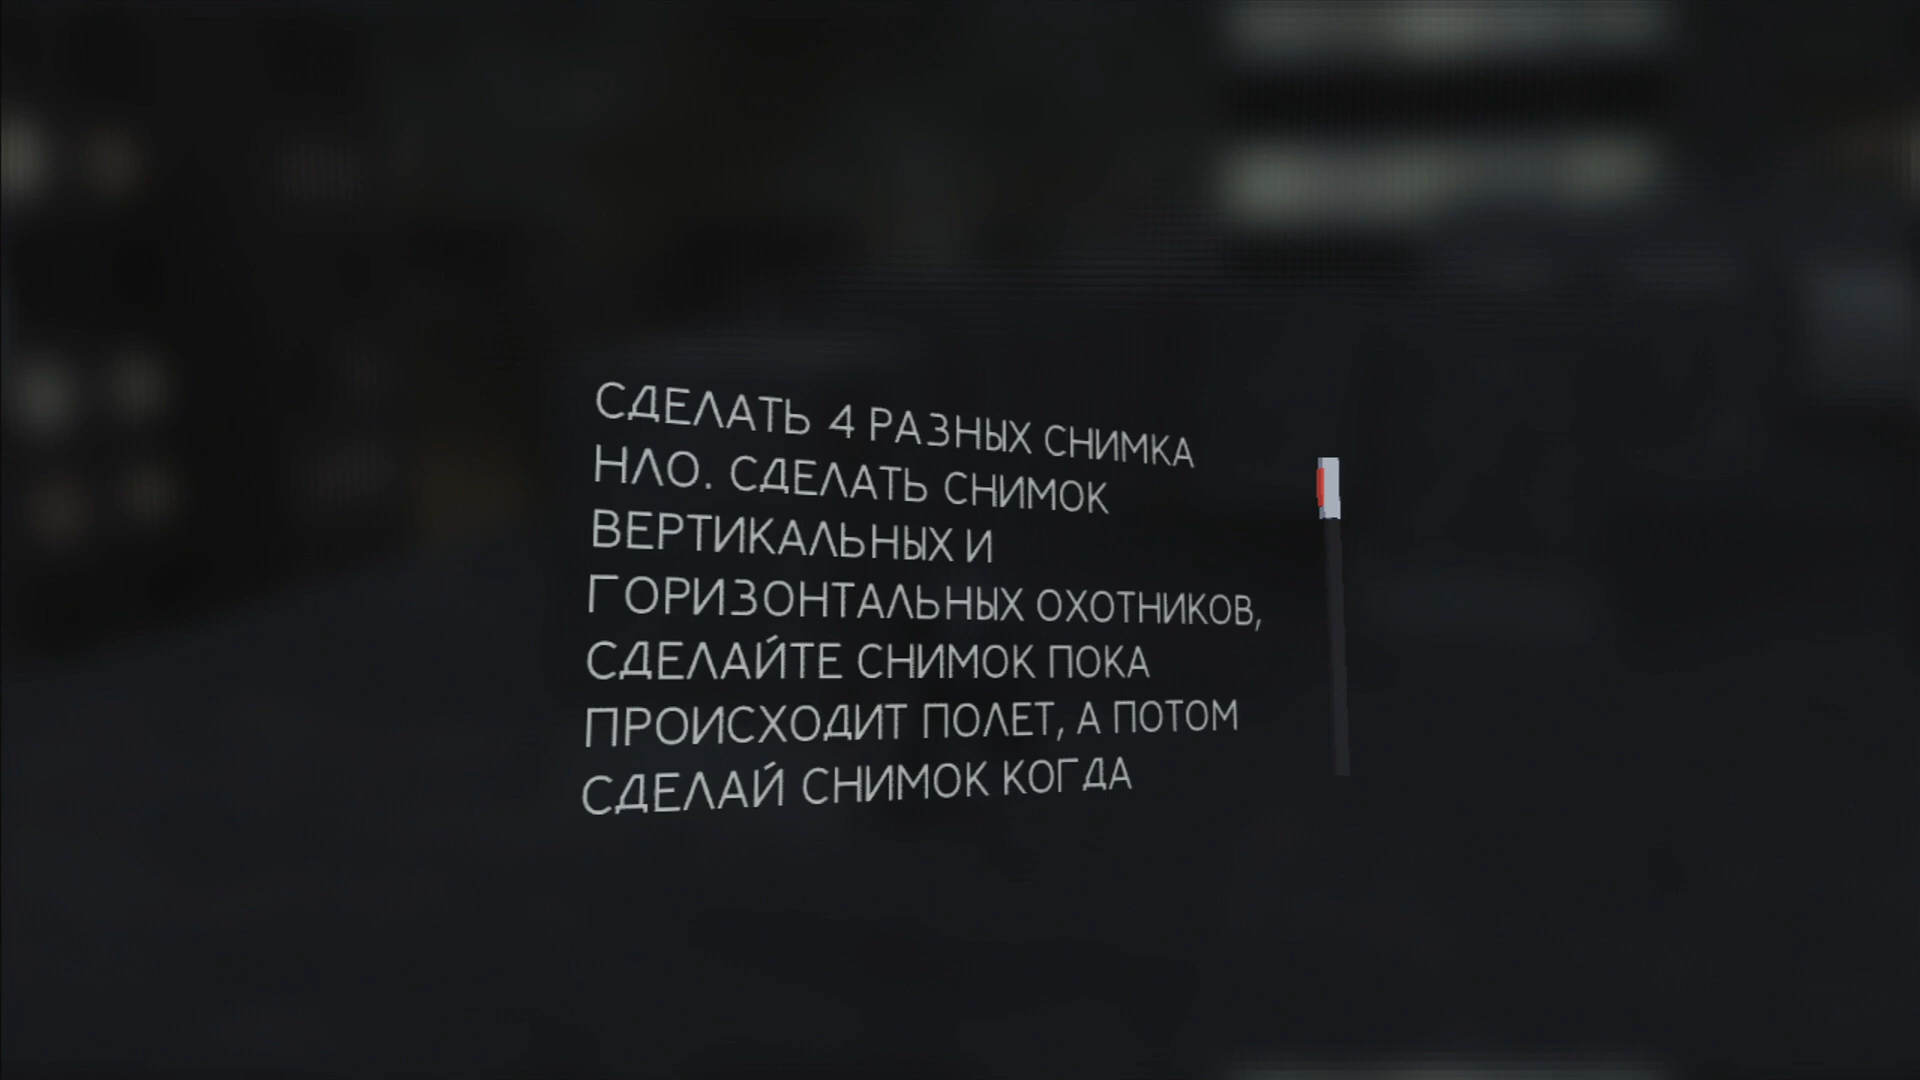 СДЕЛАТЬ 4 РАЗНЫХ СНИМКА
НЛО. СДЕЛАТЬ СНИМОК
ВЕРТИКАЛЬНЫХ И
ГОРИЗОНТАЛЬНЫХ ОХОТНИКОВ,
СДЕЛАЙТЕ СНИМОК ПОКА
ПРОИСХОДИТ ПОЛЕТ, А ПОТОМ
СДЕЛАЙ СНИМОК КОГДА